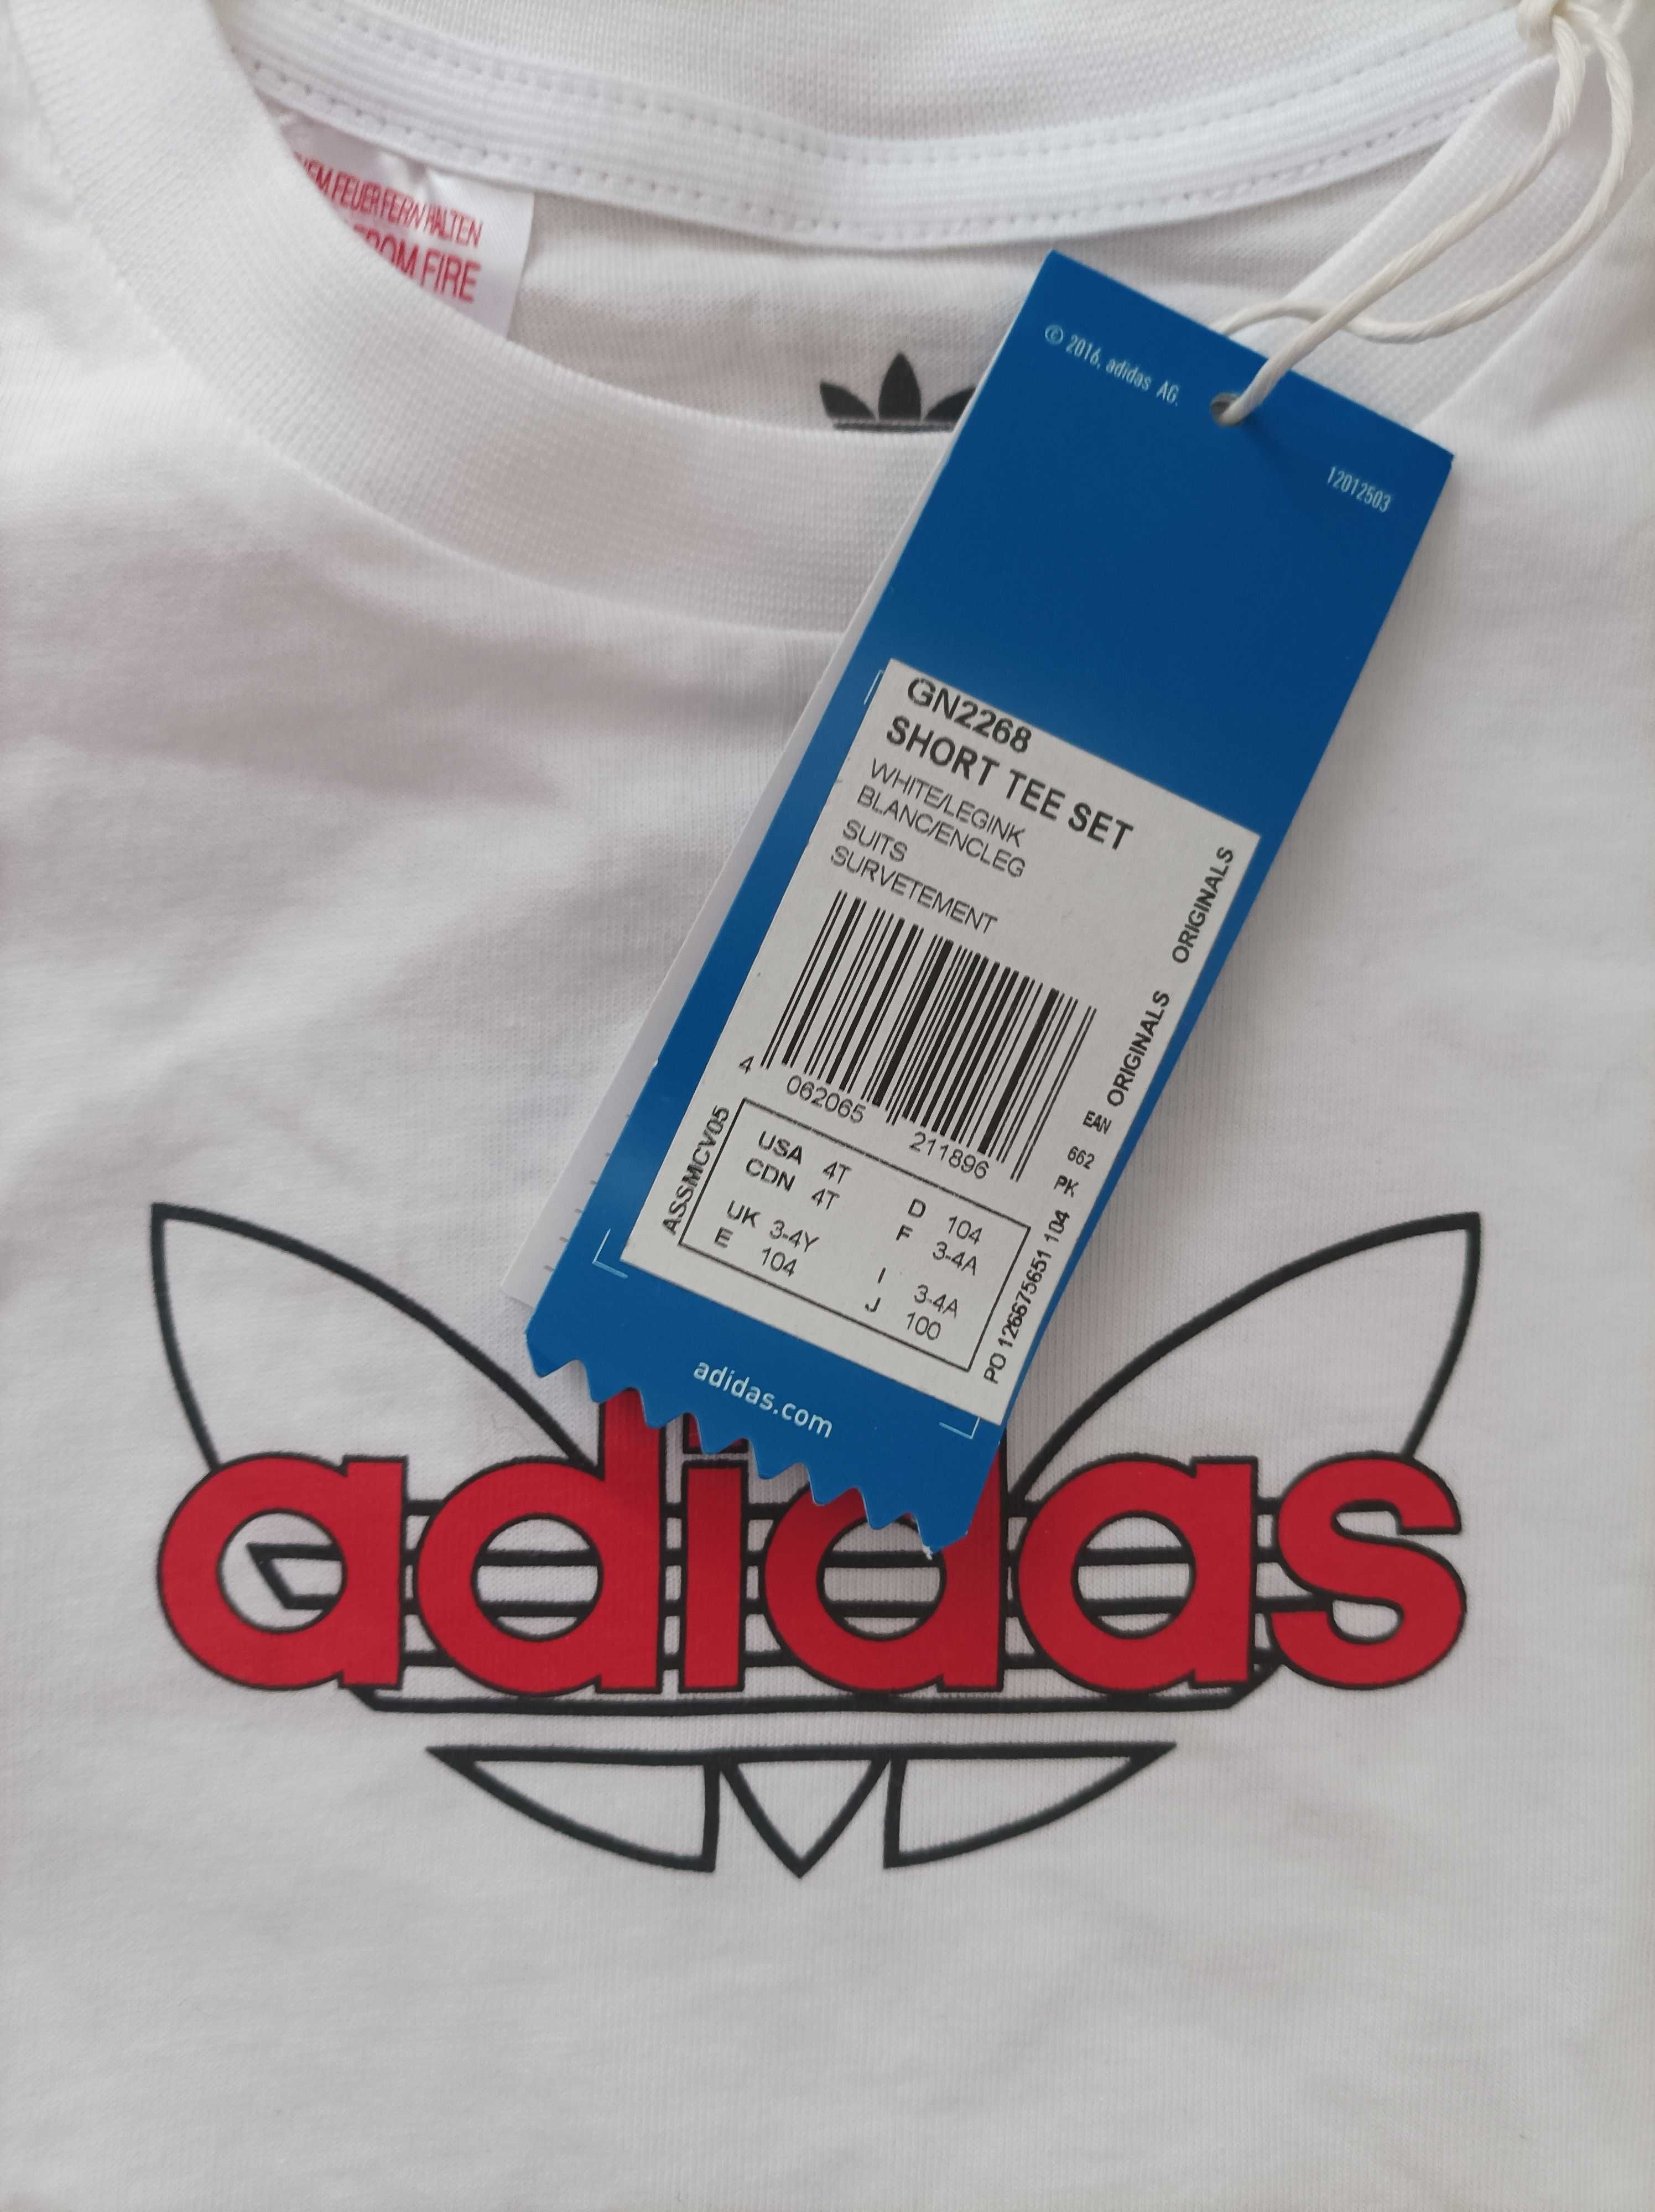 FEUER FERN HALTEN
FROM FIRE
© 2016, adidas AG.
12012503
GN2268
SHORT TEE SET
WHITE/LEGINK
BLANC/ENCLEG
SUITS
SURVETEMENT
ORIGINALS
ORIGINALS
4 062065 211896
EAN
662
PK
ASSMCV05
USA 4T D 104
CDN 4T F 3-4A
UK 3-4Y I 3-4A
E 104 J 100
PO 126675651 104
adidas.com
adidas